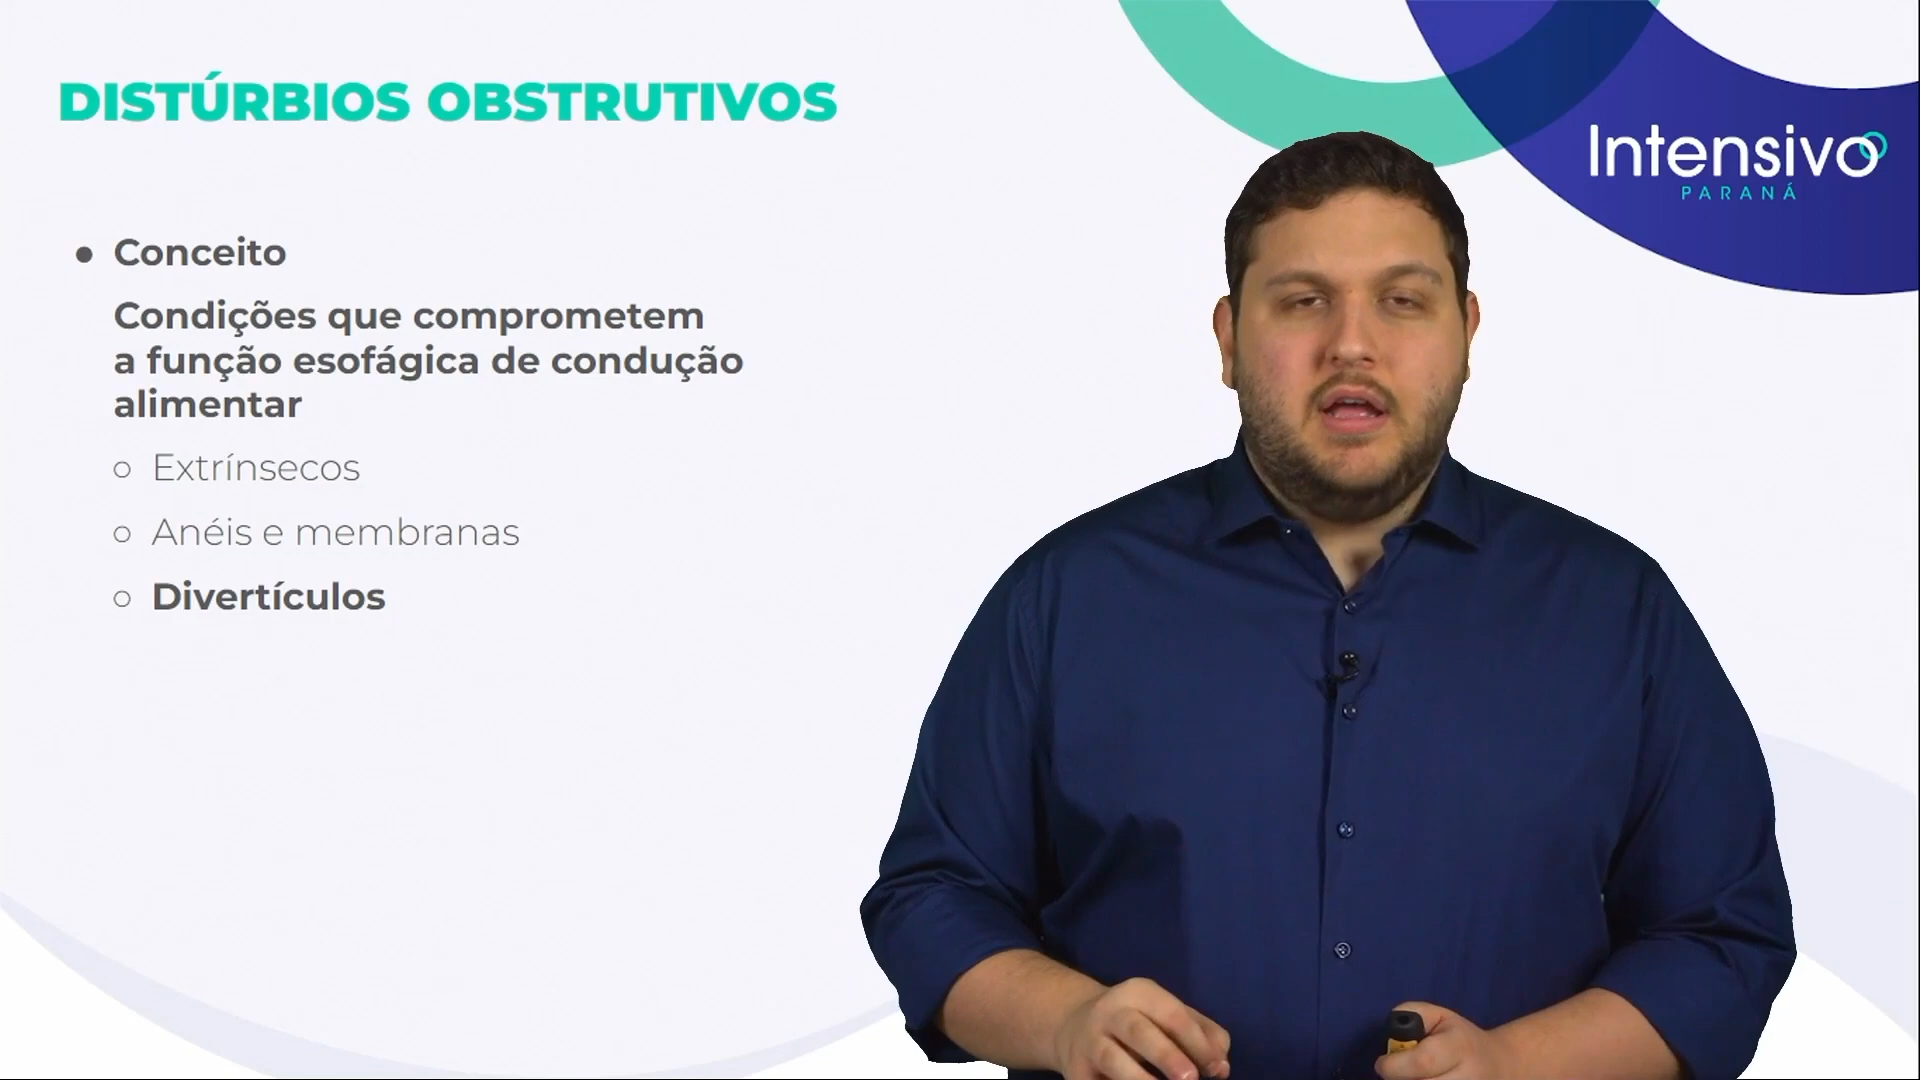 DISTÚRBIOS OBSTRUTIVOS
Intensivo
PARANÁ
● Conceito
Condições que comprometem
a função esofágica de condução
alimentar
○ Extrínsecos
○ Anéis e membranas
○ Divertículos